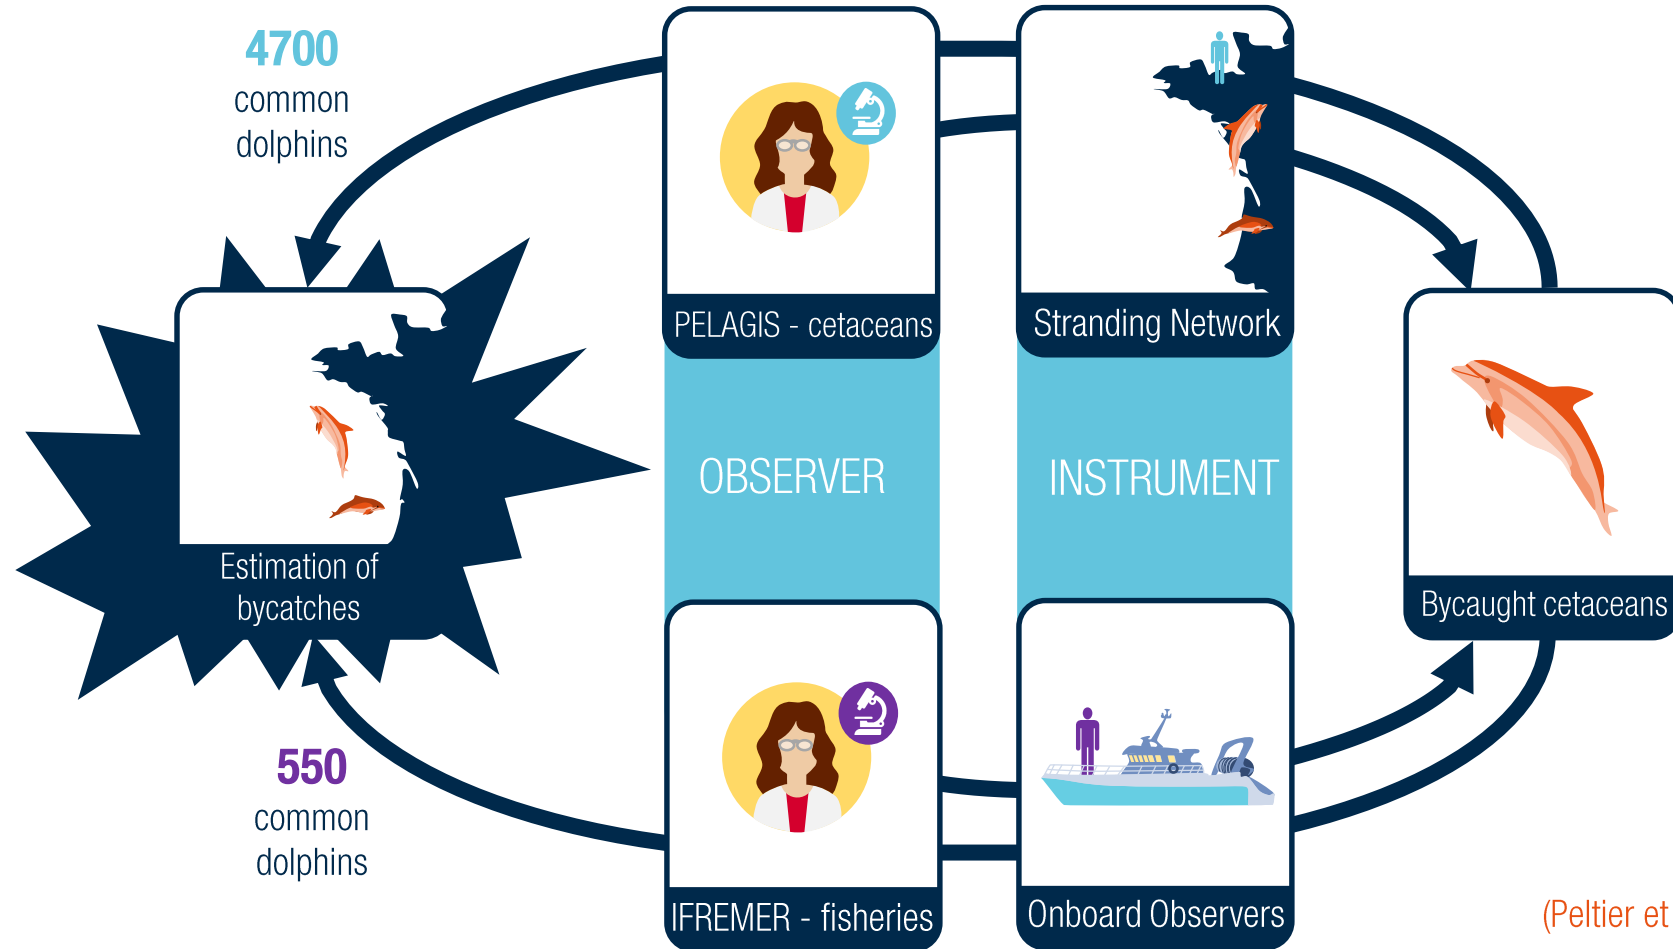 4700
common
dolphins
PELAGIS - cetaceans
Stranding Network
OBSERVER
INSTRUMENT
Estimation of
bycatches
Bycaught cetaceans
550
common
dolphins
IFREMER - fisheries
Onboard Observers
(Peltier et